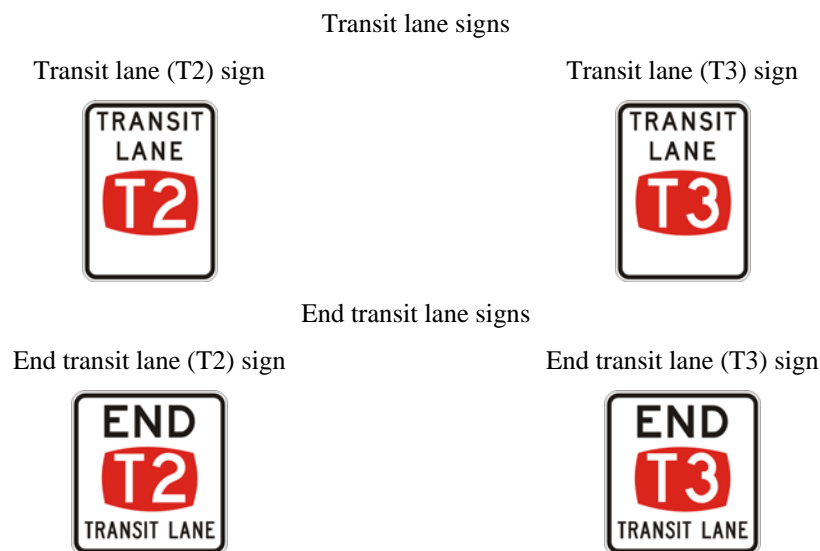 Transit lane signs
Transit lane (T2) sign
Transit lane (T3) sign
TRANSIT
LANE
T2
TRANSIT
LANE
T3
End transit lane signs
End transit lane (T2) sign
End transit lane (T3) sign
END
T2
TRANSIT LANE
END
T3
TRANSIT LANE